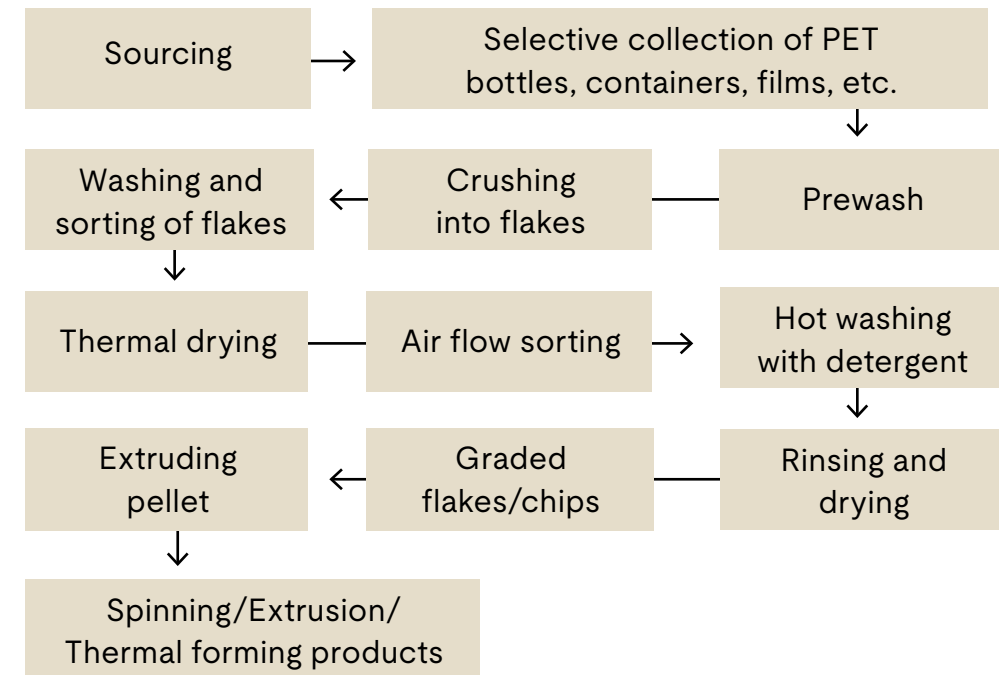 Sourcing
Selective collection of PET
bottles, containers, films, etc.
Washing and
sorting of flakes
Crushing
into flakes
Prewash
Thermal drying
Air flow sorting
Hot washing
with detergent
Extruding
pellet
Graded
flakes/chips
Rinsing and
drying
Spinning/Extrusion/
Thermal forming products